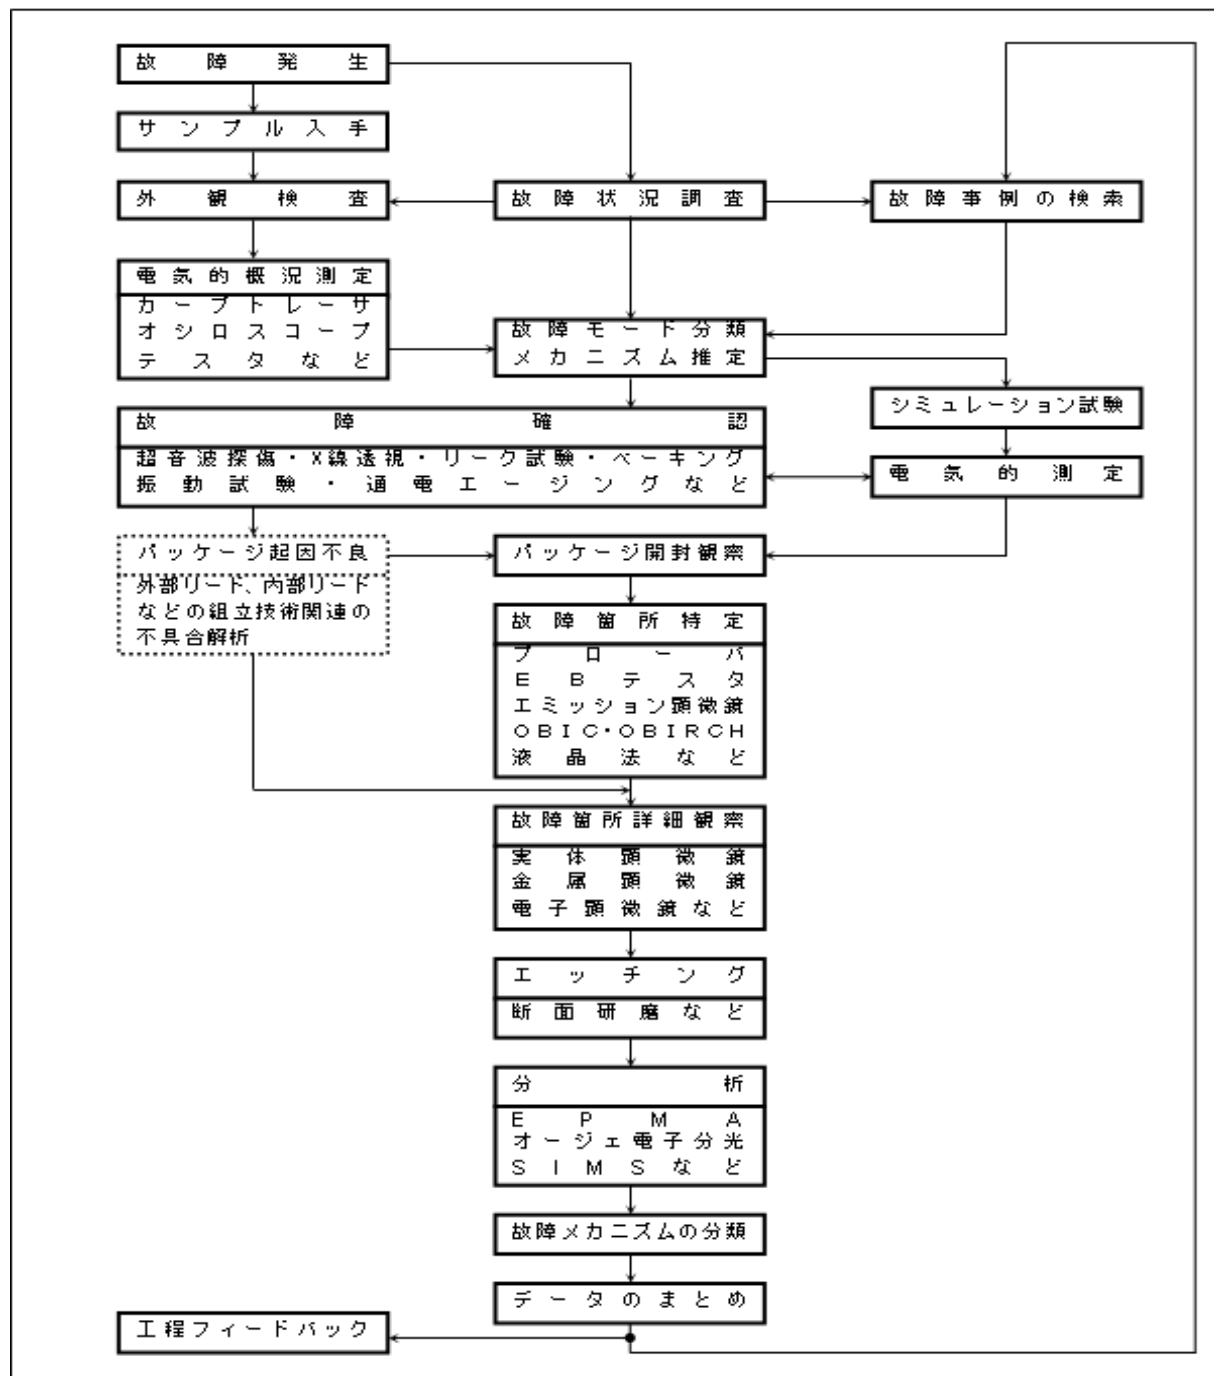 故障発生
サンプル入手
外観検査
故障状況調査
故障事例の検索
電気的概況測定
カーブトレーサ
オシロスコープ
テスタなど
故障モード分類
メカニズム推定
シミュレーション試験
故障確認
超音波探傷・X線透視・リーク試験・ベーキング
振動試験・通電エージングなど
電気的測定
パッケージ起因不良
外部リード、内部リード
などの組立技術関連の
不具合解析
パッケージ開封観察
故障箇所特定
プローバ
EBテスタ
エミッション顕微鏡
OBIC・OBIRCH
液晶法など
故障箇所詳細観察
実体顕微鏡
金属顕微鏡
電子顕微鏡など
エッチング
断面研磨など
分析
EPMA
オージェ電子分光
SIMSなど
故障メカニズムの分類
データのまとめ
工程フィードバック